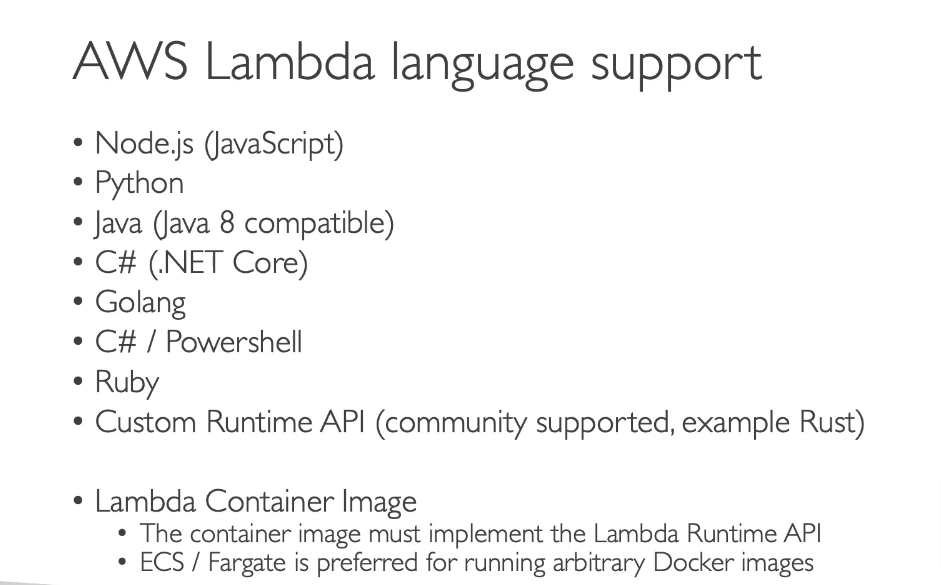 AWS Lambda language support
• Node.js (JavaScript)
• Python
• Java (Java 8 compatible)
• C# (.NET Core)
• Golang
• C# / Powershell
• Ruby
• Custom Runtime API (community supported, example Rust)
• Lambda Container Image
• The container image must implement the Lambda Runtime API
• ECS / Fargate is preferred for running arbitrary Docker images